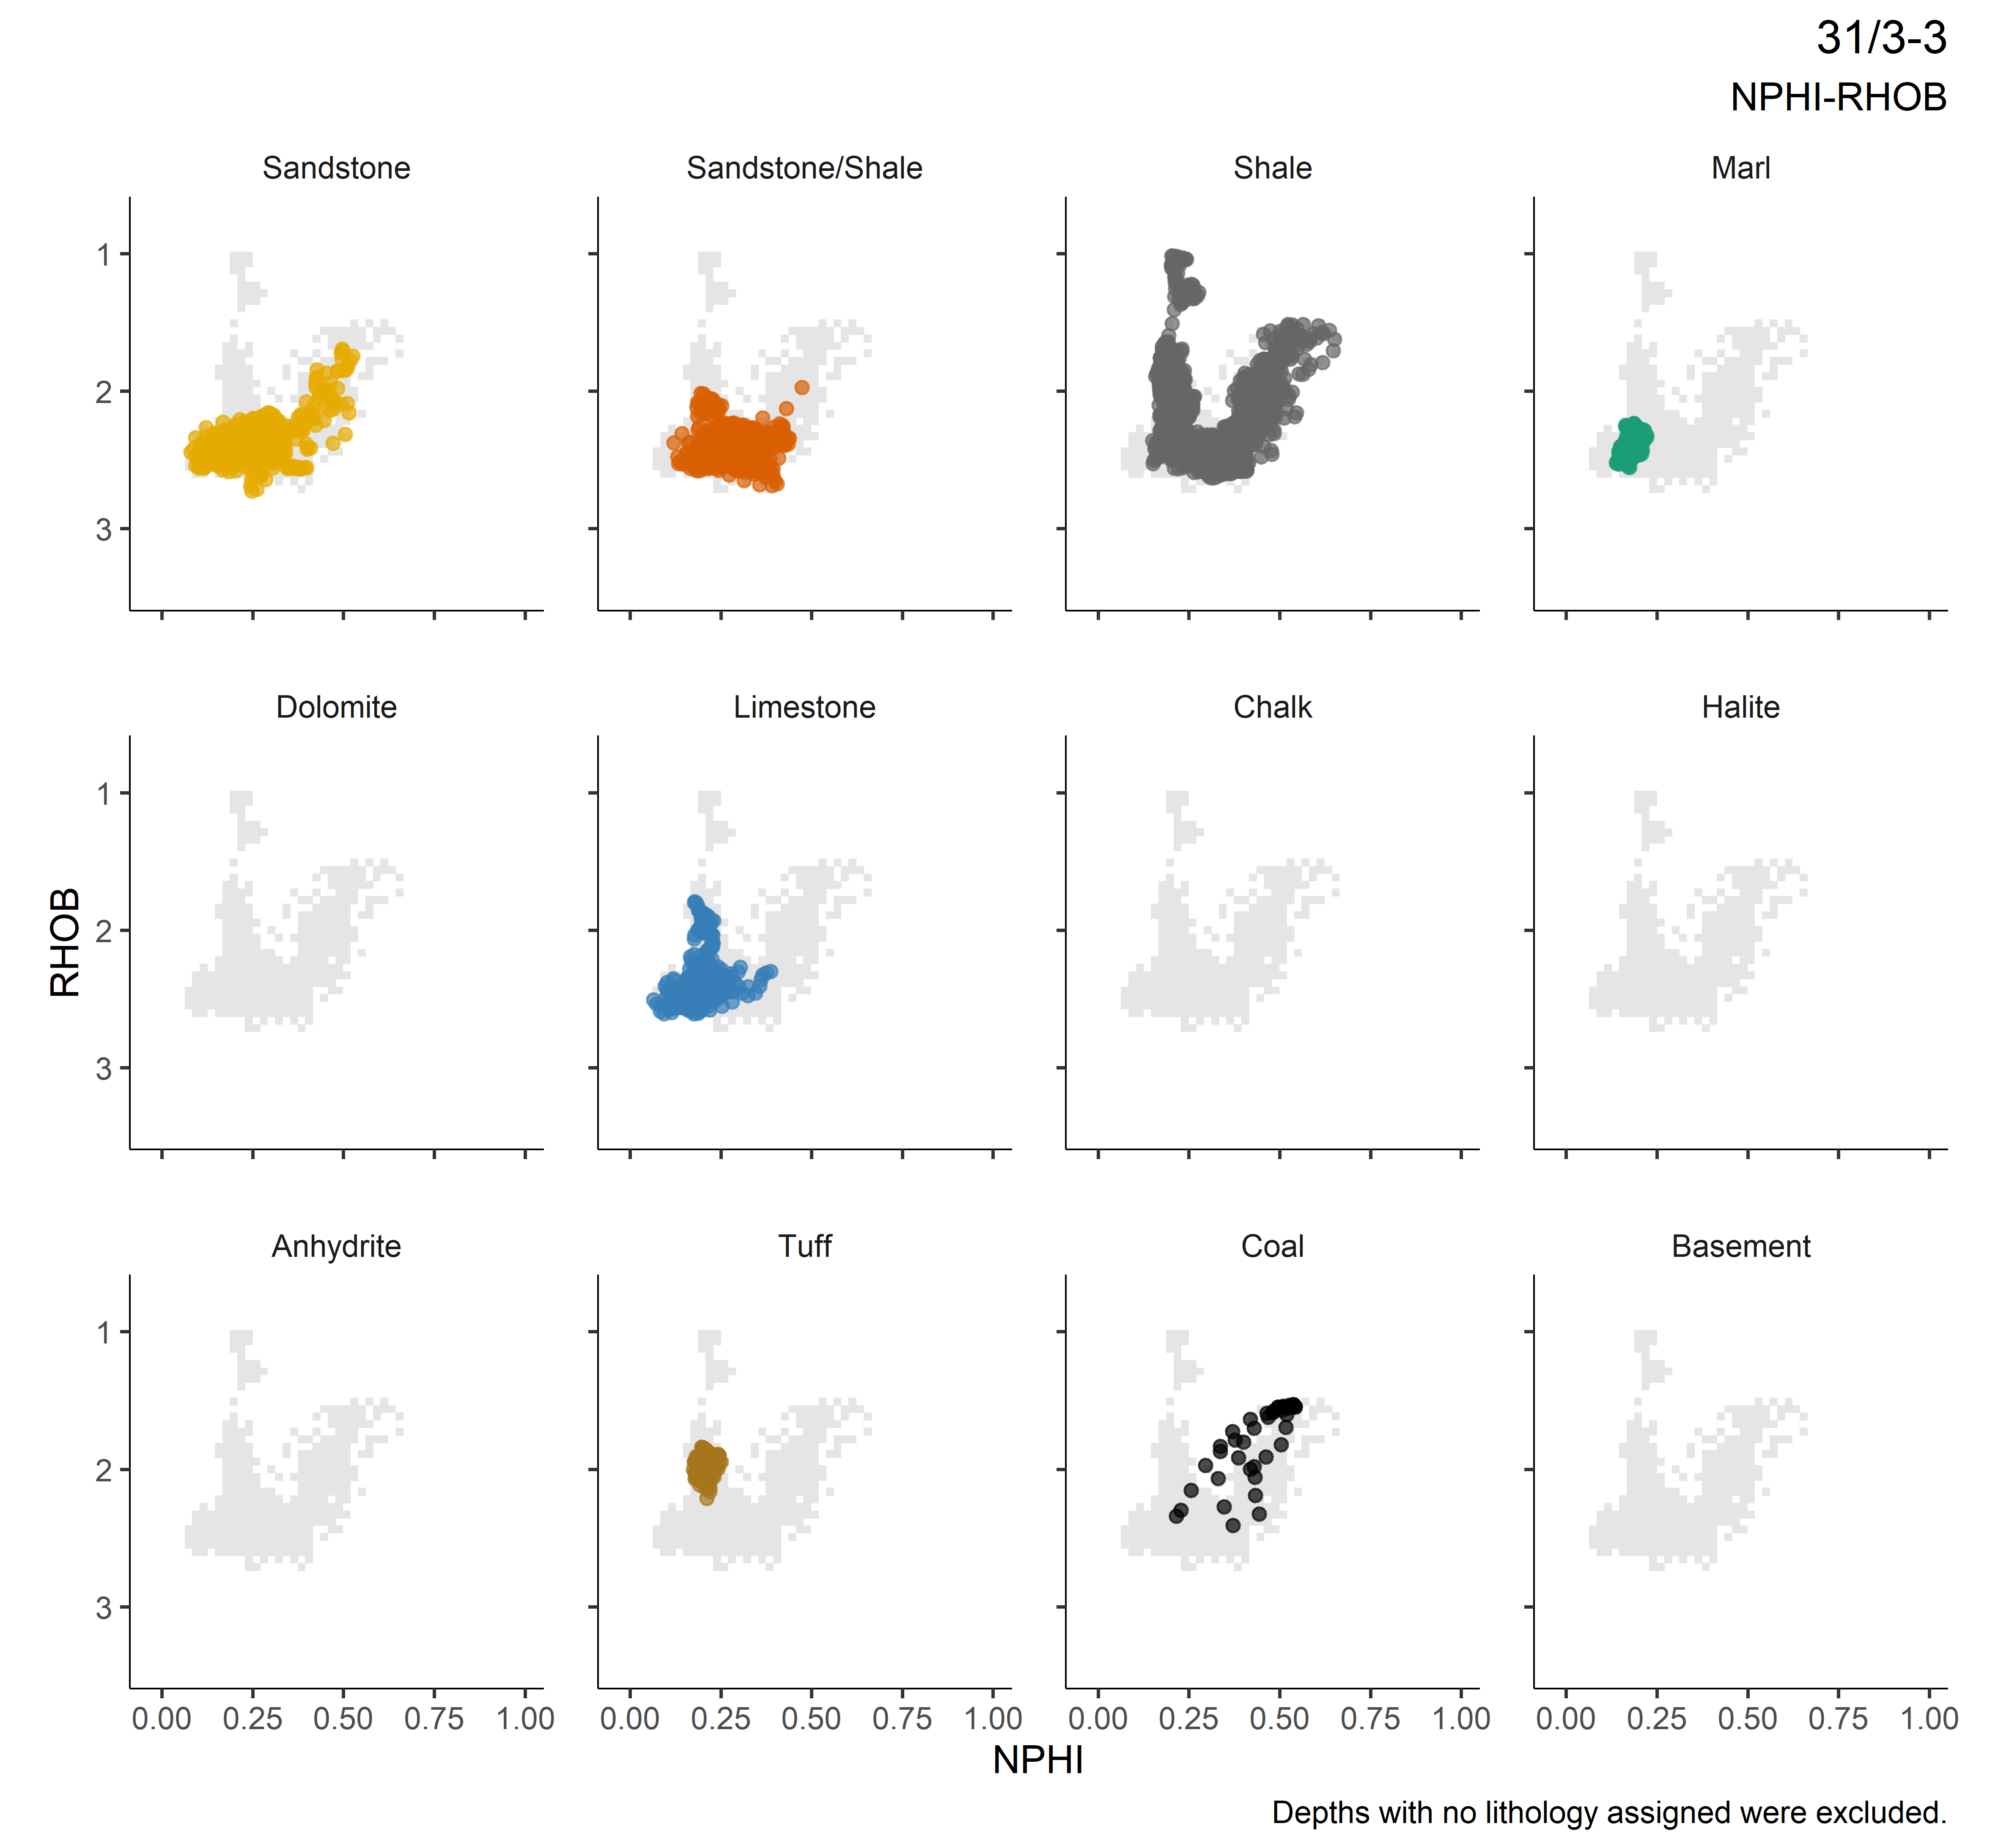 31/3-3
NPHI-RHOB
Sandstone
Sandstone/Shale
Shale
Marl
1
2
3
Dolomite
Limestone
Chalk
Halite
1
2
3
RHOB
Anhydrite
Tuff
Coal
Basement
1
2
3
0.00 0.25 0.50 0.75 1.00
0.00 0.25 0.50 0.75 1.00
0.00 0.25 0.50 0.75 1.00
0.00 0.25 0.50 0.75 1.00
NPHI
Depths with no lithology assigned were excluded.